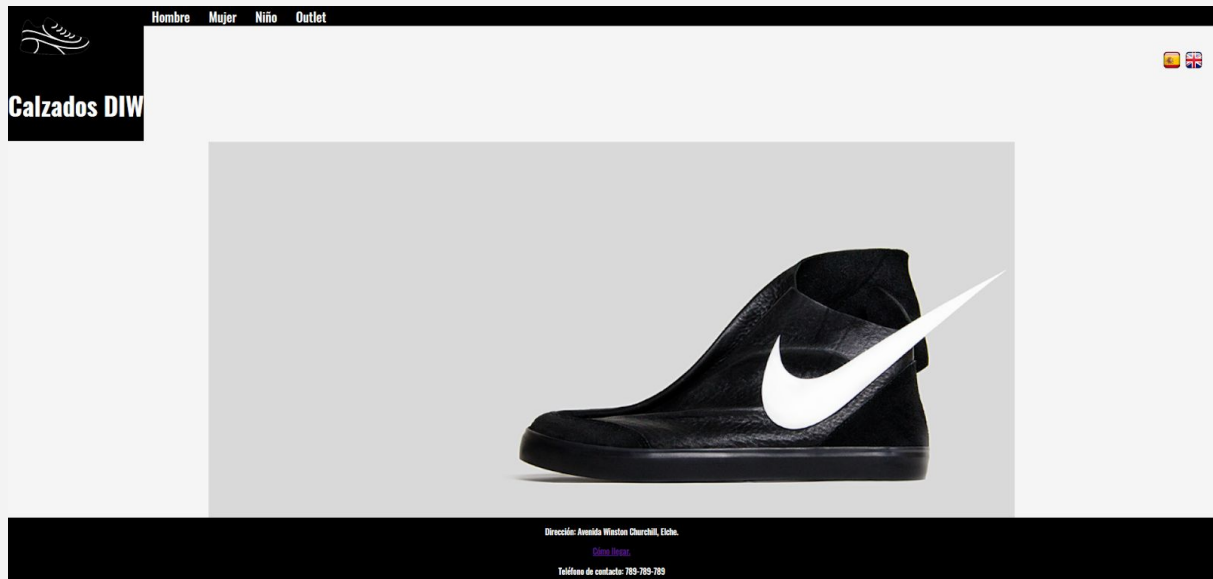 Hombre Mujer Niño Outlet
Calzados DIW
Dirección: Avenida Winston Churchill, Elche.
Cómo llegar.
Teléfono de contacto: 789-789-789